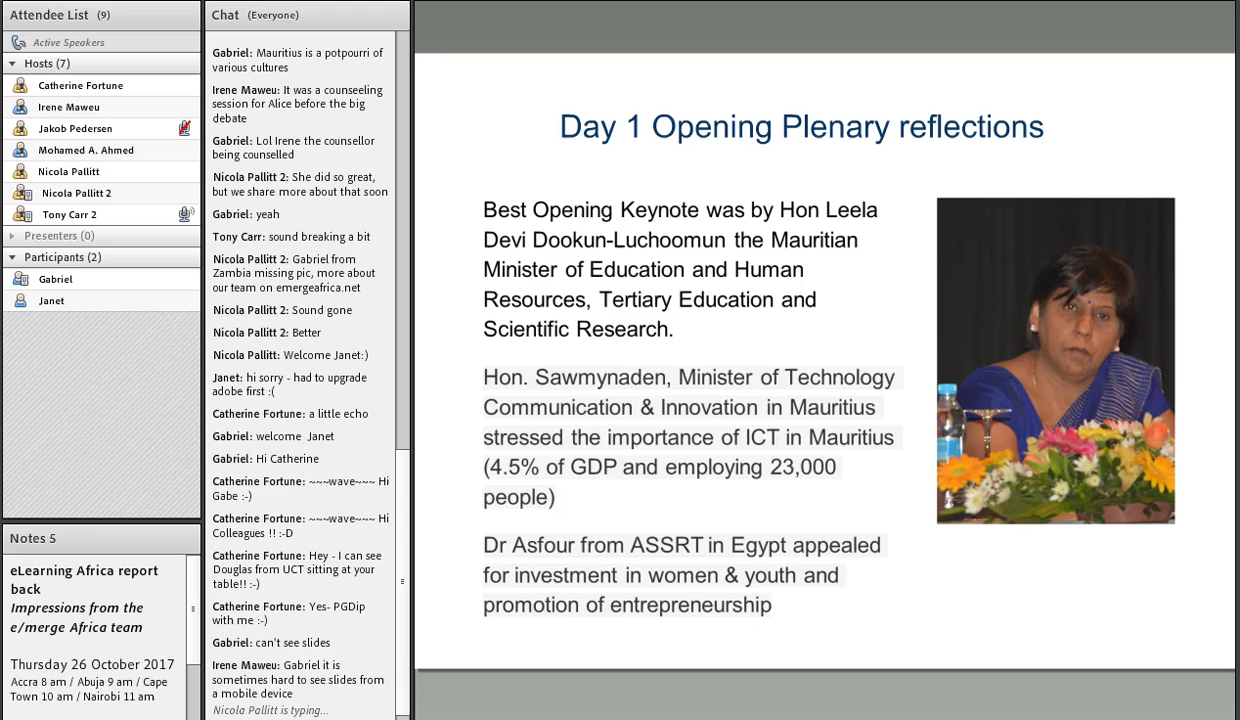 Attendee List (9)
Active Speakers
Hosts (7)
Catherine Fortune
Irene Maweu
Jakob Pedersen
Mohamed A. Ahmed
Nicola Pallitt
Nicola Pallitt 2
Tony Carr 2
Presenters (0)
Participants (2)
Gabriel
Janet
Notes 5
eLearning Africa report
back
Impressions from the
e/merge Africa team
Thursday 26 October 2017
Accra 8 am / Abuja 9 am / Cape
Town 10 am / Nairobi 11 am
Chat (Everyone)
Gabriel: Mauritius is a potpourri of
various cultures
Irene Maweu: It was a counseeling
session for Alice before the big
debate
Gabriel: Lol Irene the counsellor
being counselled
Nicola Pallitt 2: She did so great,
but we share more about that soon
Gabriel: yeah
Tony Carr: sound breaking a bit
Nicola Pallitt 2: Gabriel from
Zambia missing pic, more about
our team on emergeafrica.net
Nicola Pallitt 2: Sound gone
Nicola Pallitt 2: Better
Nicola Pallitt: Welcome Janet:)
Janet: hi sorry - had to upgrade
adobe first :(
Catherine Fortune: a little echo
Gabriel: welcome Janet
Gabriel: Hi Catherine
Catherine Fortune: ~~~wave~~~ Hi
Gabe :-)
Catherine Fortune: ~~~wave~~~ Hi
Colleagues !! :-D
Catherine Fortune: Hey - I can see
Douglas from UCT sitting at your
table!! :-)
Catherine Fortune: Yes- PGDip
with me :-)
Gabriel: can't see slides
Irene Maweu: Gabriel it is
sometimes hard to see slides from
a mobile device
Nicola Pallitt is typing...
Day 1 Opening Plenary reflections
Best Opening Keynote was by Hon Leela
Devi Dookun-Luchoomun the Mauritian
Minister of Education and Human
Resources, Tertiary Education and
Scientific Research.
Hon. Sawmynaden, Minister of Technology
Communication & Innovation in Mauritius
stressed the importance of ICT in Mauritius
(4.5% of GDP and employing 23,000
people)
Dr Asfour from ASSRT in Egypt appealed
for investment in women & youth and
promotion of entrepreneurship